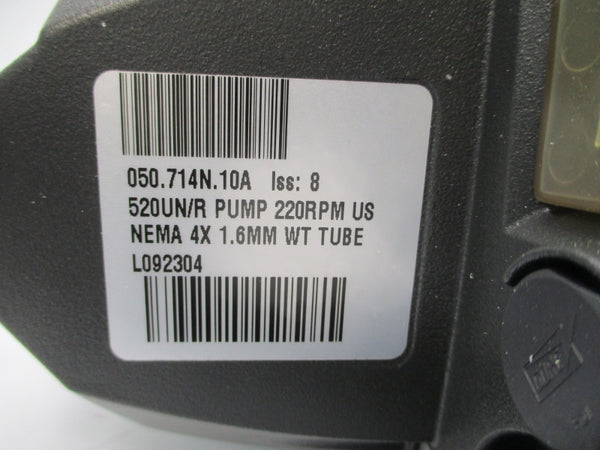 050.714N.10A Iss: 8
520UN/R PUMP 220RPM US
NEMA 4X 1.6MM WT TUBE
L092304